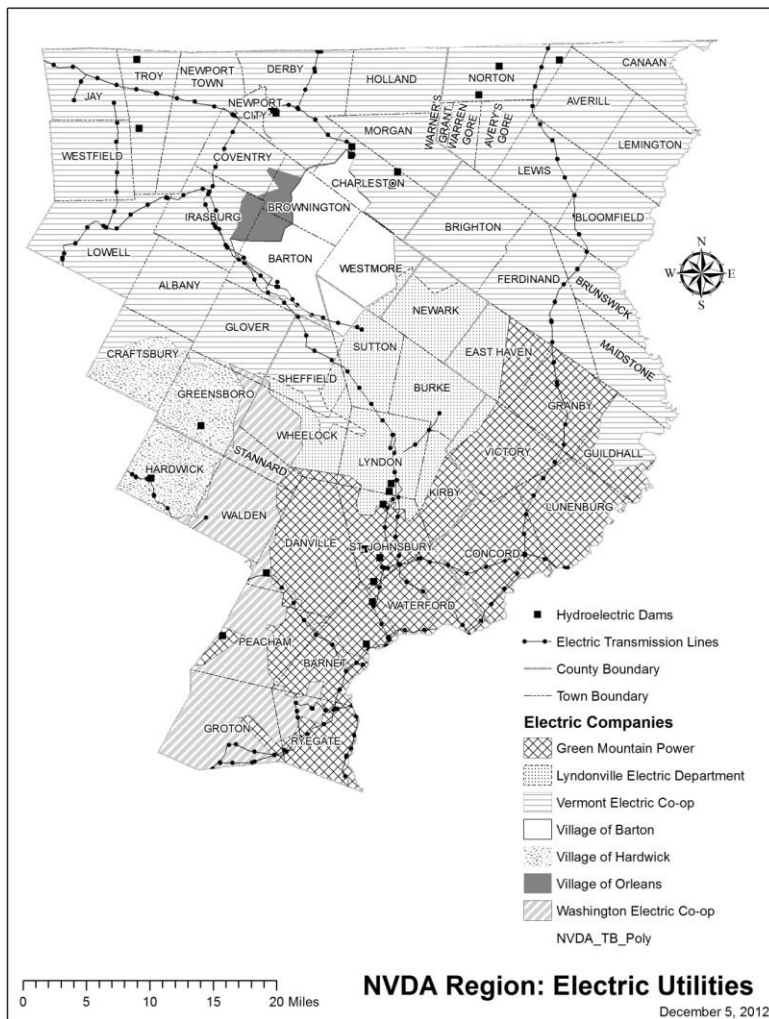 CANAAN
DERBY
NEWPORT
TOWN
TROY
HOLLAND
NORTON
JAY
AVERILL
NEWPORT
CITY
WARNER'S
GRANT
WARREN
GORE
AVERY'S
GORE
MORGAN
LEMINGTON
WESTFIELD
COVENTRY
LEWIS
CHARLESTON
BROWNINGTON
IRASBURG
BLOOMFIELD
BRIGHTON
LOWELL
BARTON
WESTMORE
FERDINAND
BRUNSWICK
ALBANY
NEWARK
GLOVER
MAIDSTONE
SUTTON
EAST HAVEN
CRAFTSBURY
SHEFFIELD
BURKE
GREENSBORO
GRANBY
WHEELOCK
VICTORY
GUILDHALL
STANNARD
LYNDON
HARDWICK
KIRBY
LUNENBURG
WALDEN
DANVILLE
ST. JOHNSBURY
CONCORD
WATERFORD
PEACHAM
BARNET
GROTON
RYEGATE
N
W E
S
Hydroelectric Dams
Electric Transmission Lines
County Boundary
Town Boundary
Electric Companies
Green Mountain Power
Lyndonville Electric Department
Vermont Electric Co-op
Village of Barton
Village of Hardwick
Village of Orleans
Washington Electric Co-op
NVDA_TB_Poly
0 5 10 15 20 Miles
NVDA Region: Electric Utilities
December 5, 2012